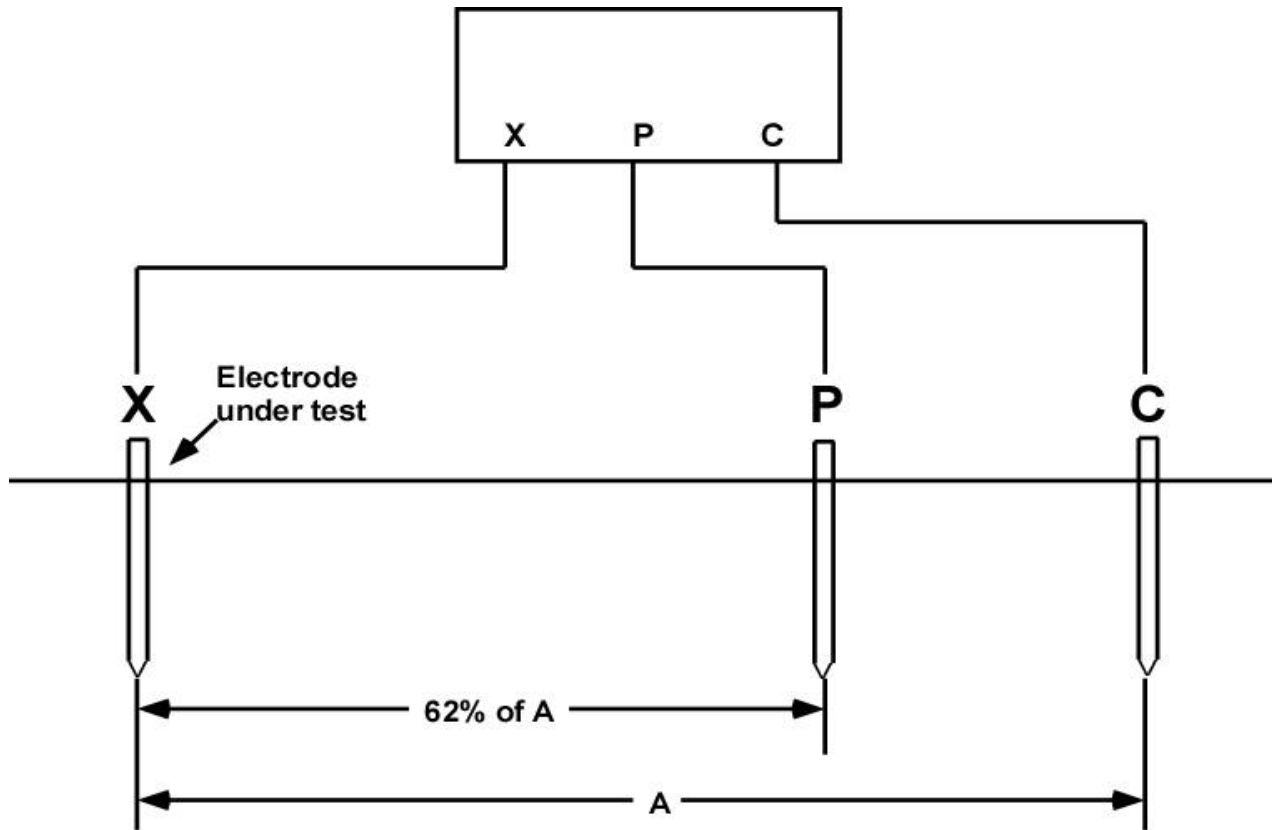 X P C
X Electrode
under test
P
C
62% of A
A